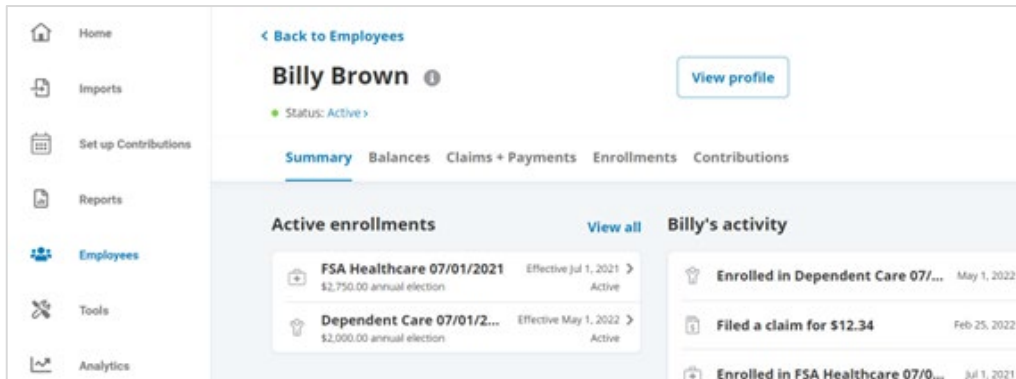 Home
Imports
Set up Contributions
Reports
Employees
Tools
Analytics
< Back to Employees
Billy Brown
View profile
Status: Active >
Summary Balances Claims + Payments Enrollments Contributions
Active enrollments View all
FSA Healthcare 07/01/2021 Effective Jul 1, 2021 >
$2,750.00 annual election Active
Dependent Care 07/01/2... Effective May 1, 2022 >
$2,000.00 annual election Active
Billy's activity
Enrolled in Dependent Care 07/... May 1, 2022
Filed a claim for $12.34 Feb 25, 2022
Enrolled in FSA Healthcare 07/0... Jul 1, 2021